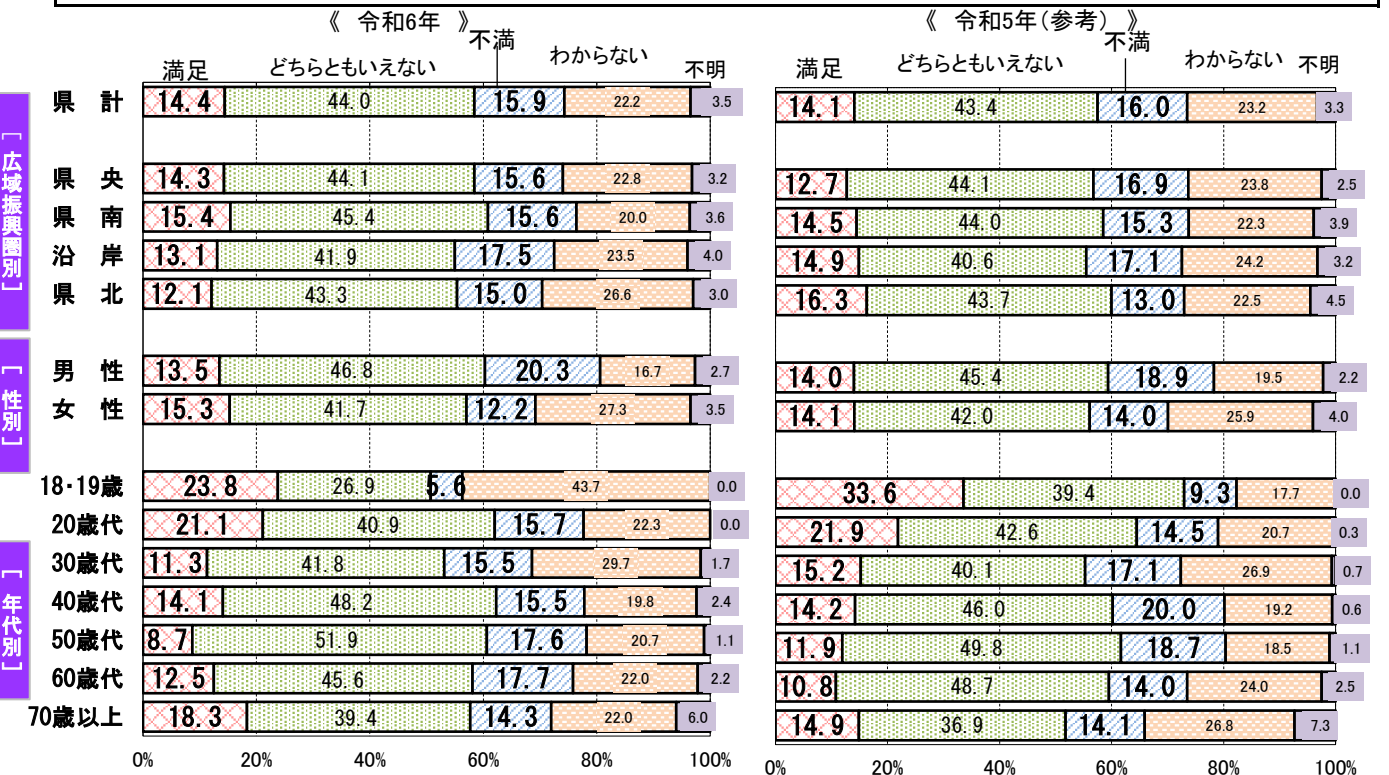 《 令和6年 》
満足 どちらともいえない 不満 わからない 不明
県 計 14.4 44.0 15.9 22.2 3.5
[ 広域振興圏別 ]
県 央 14.3 44.1 15.6 22.8 3.2
県 南 15.4 45.4 15.6 20.0 3.6
沿 岸 13.1 41.9 17.5 23.5 4.0
県 北 12.1 43.3 15.0 26.6 3.0
[ 性別 ]
男 性 13.5 46.8 20.3 16.7 2.7
女 性 15.3 41.7 12.2 27.3 3.5
[ 年代別 ]
18・19歳 23.8 26.9 5.6 43.7 0.0
20歳代 21.1 40.9 15.7 22.3 0.0
30歳代 11.3 41.8 15.5 29.7 1.7
40歳代 14.1 48.2 15.5 19.8 2.4
50歳代 8.7 51.9 17.6 20.7 1.1
60歳代 12.5 45.6 17.7 22.0 2.2
70歳以上 18.3 39.4 14.3 22.0 6.0
0% 20% 40% 60% 80% 100%
《 令和5年(参考) 》
満足 どちらともいえない 不満 わからない 不明
14.1 43.4 16.0 23.2 3.3
12.7 44.1 16.9 23.8 2.5
14.5 44.0 15.3 22.3 3.9
14.9 40.6 17.1 24.2 3.2
16.3 43.7 13.0 22.5 4.5
14.0 45.4 18.9 19.5 2.2
14.1 42.0 14.0 25.9 4.0
33.6 39.4 9.3 17.7 0.0
21.9 42.6 14.5 20.7 0.3
15.2 40.1 17.1 26.9 0.7
14.2 46.0 20.0 19.2 0.6
11.9 49.8 18.7 18.5 1.1
10.8 48.7 14.0 24.0 2.5
14.9 36.9 14.1 26.8 7.3
0% 20% 40% 60% 80% 100%